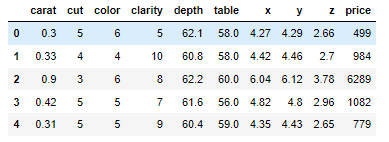 carat cut color clarity depth table x y z price
0 0.3 5 6 5 62.1 58.0 4.27 4.29 2.66 499
1 0.33 4 4 10 60.8 58.0 4.42 4.46 2.7 984
2 0.9 3 6 8 62.2 60.0 6.04 6.12 3.78 6289
3 0.42 5 5 7 61.6 56.0 4.82 4.8 2.96 1082
4 0.31 5 5 9 60.4 59.0 4.35 4.43 2.65 779